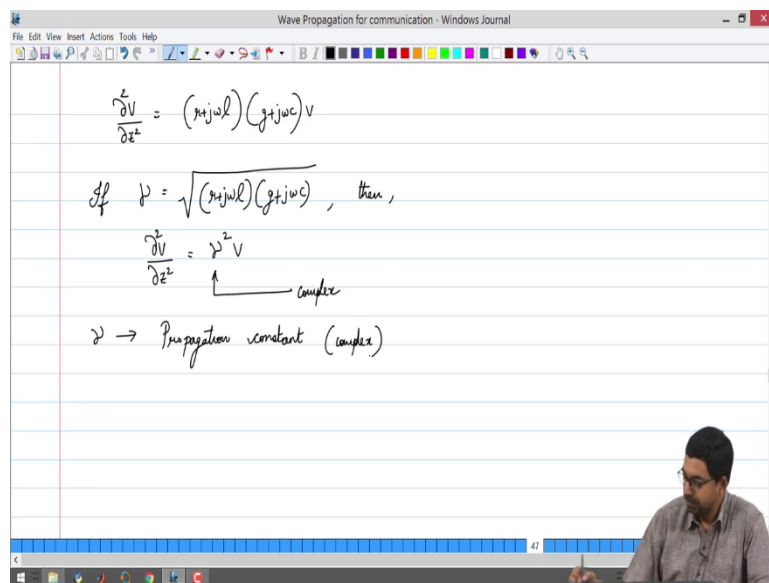 Wave Propagation for communication - Windows Journal
File Edit View Insert Actions Tools Help
B I
∂²V/∂z² = (r+jωl)(g+jωc)V
If γ = √(r+jωl)(g+jωc) , then,
∂²V/∂z² = γ²V
complex
γ → Propagation constant (complex)
47